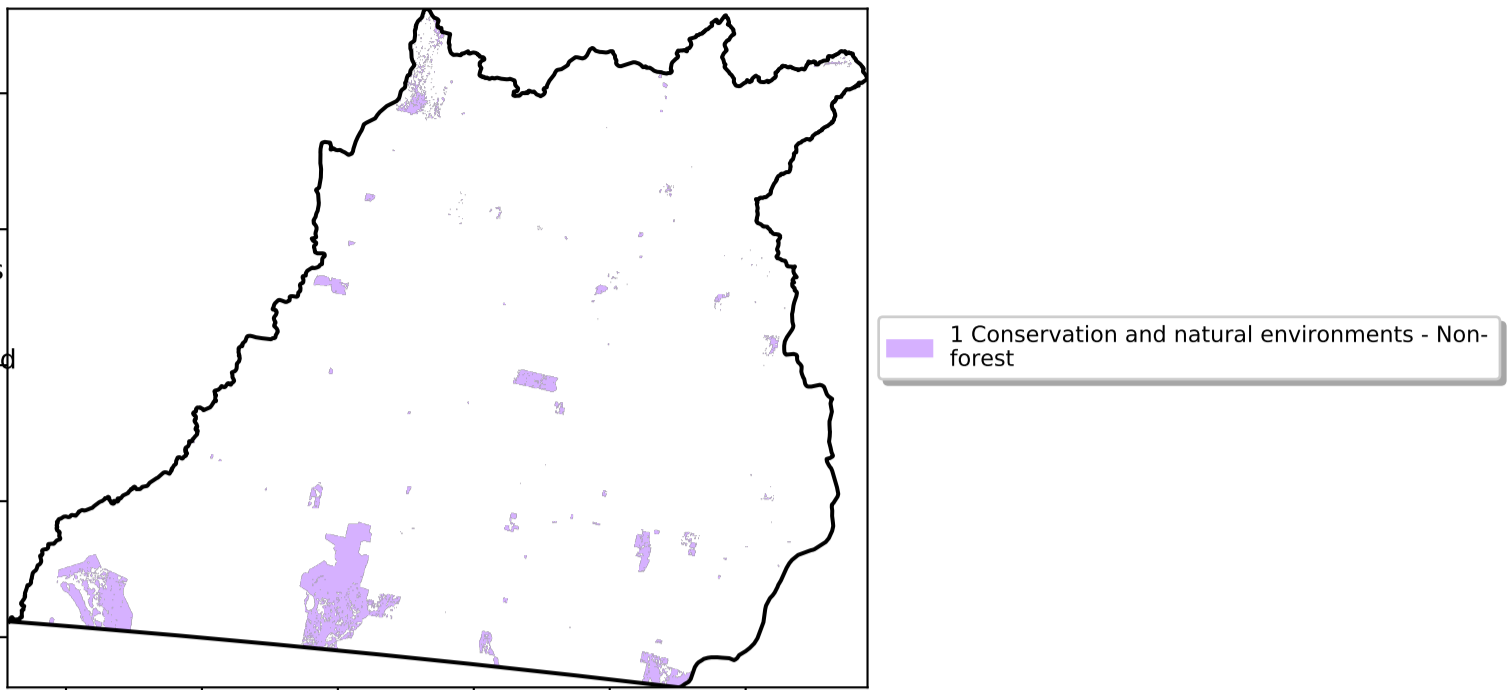 d
1 Conservation and natural environments - Non-
forest